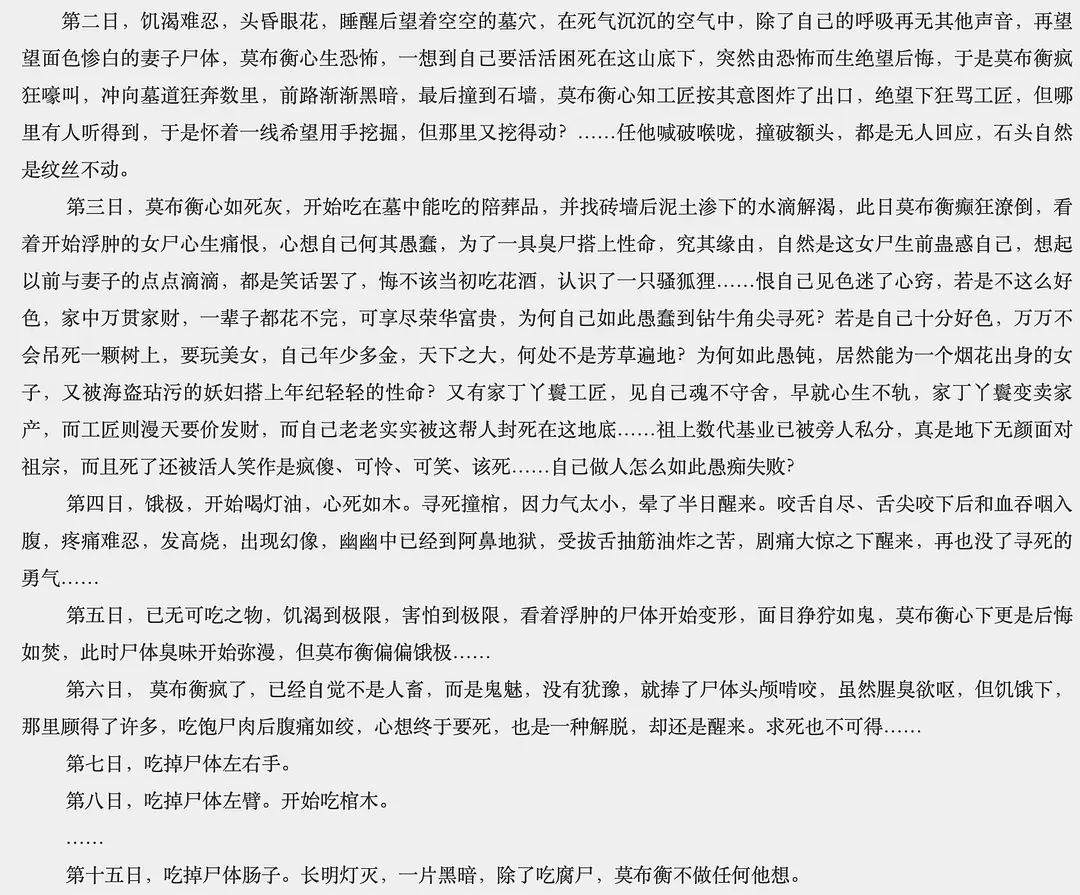 第二日，饥渴难忍，头昏眼花，睡醒后望着空空的墓穴，在死气沉沉的空气中，除了自己的呼吸再无其他声音，再望
望面色惨白的妻子尸体，莫布衡心生恐怖，一想到自己要活活困死在这山底下，突然由恐怖而生绝望后悔，于是莫布衡疯
狂嚎叫，冲向墓道狂奔数里，前路渐渐黑暗，最后撞到石墙，莫布衡心知工匠按其意图炸了出口，绝望下狂骂工匠，但哪
里有人听得到，于是怀着一线希望用手挖掘，但那里又挖得动？……任他喊破喉咙，撞破额头，都是无人回应，石头自然
是纹丝不动。
第三日，莫布衡心如死灰，开始吃在墓中能吃的陪葬品，并找砖墙后泥土渗下的水滴解渴，此日莫布衡癫狂潦倒，看
着开始浮肿的女尸心生痛恨，心想自己何其愚蠢，为了一具臭尸搭上性命，究其缘由，自然是这女尸生前蛊惑自己，想起
以前与妻子的点点滴滴，都是笑话罢了，悔不该当初吃花酒，认识了一只骚狐狸……恨自己见色迷了心窍，若是不这么好
色，家中万贯家财，一辈子都花不完，可享尽荣华富贵，为何自己如此愚蠢到钻牛角尖寻死？若是自己十分好色，万万不
会吊死一颗树上，要玩美女，自己年少多金，天下之大，何处不是芳草遍地？为何如此愚钝，居然能为一个烟花出身的女
子，又被海盗玷污的妖妇搭上年纪轻轻的性命？又有家丁丫鬟工匠，见自己魂不守舍，早就心生不轨，家丁丫鬟变卖家
产，而工匠则漫天要价发财，而自己老老实实被这帮人封死在这地底……祖上数代基业已被旁人私分，真是地下无颜面对
祖宗，而且死了还被活人笑作是疯傻、可怜、可笑、该死……自己做人怎么如此愚痴失败？
第四日，饿极，开始喝灯油，心死如木。寻死撞棺，因力气太小，晕了半日醒来。咬舌自尽、舌尖咬下后和血吞咽入
腹，疼痛难忍，发高烧，出现幻像，幽幽中已经到阿鼻地狱，受拔舌抽筋油炸之苦，剧痛大惊之下醒来，再也没了寻死的
勇气……
第五日，已无可吃之物，饥渴到极限，害怕到极限，看着浮肿的尸体开始变形，面目狰狞如鬼，莫布衡心下更是后悔
如焚，此时尸体臭味开始弥漫，但莫布衡偏偏饿极……
第六日， 莫布衡疯了，已经自觉不是人畜，而是鬼魅，没有犹豫，就捧了尸体头颅啃咬，虽然腥臭欲呕，但饥饿下，
那里顾得了许多，吃饱尸肉后腹痛如绞，心想终于要死，也是一种解脱，却还是醒来。求死也不可得……
第七日，吃掉尸体左右手。
第八日，吃掉尸体左臂。开始吃棺木。
……
第十五日，吃掉尸体肠子。长明灯灭，一片黑暗，除了吃腐尸，莫布衡不做任何他想。